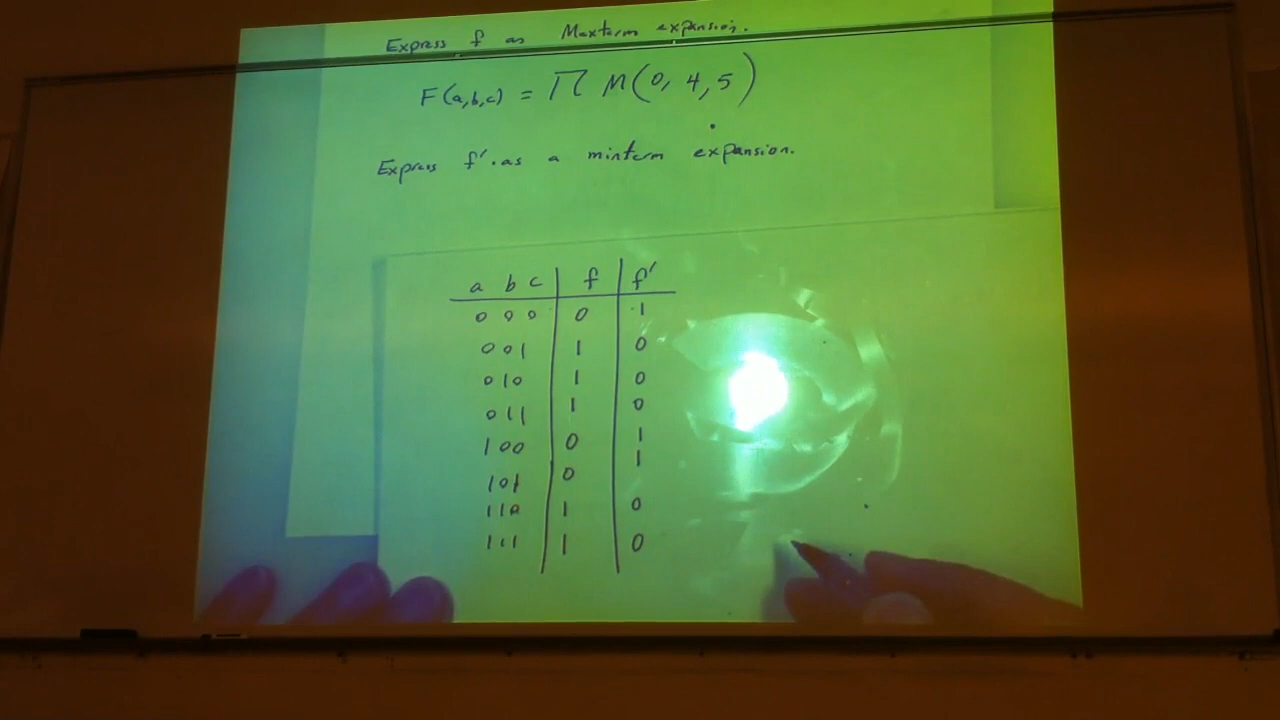 Express f as Maxterm expansion.
F(a,b,c) = Π M(0, 4, 5)
Express f' as a minterm expansion.
a b c f f'
0 0 0 0 1
0 0 1 1 0
0 1 0 1 0
0 1 1 1 0
1 0 0 0 1
1 0 1 0 1
1 1 0 1 0
1 1 1 1 0